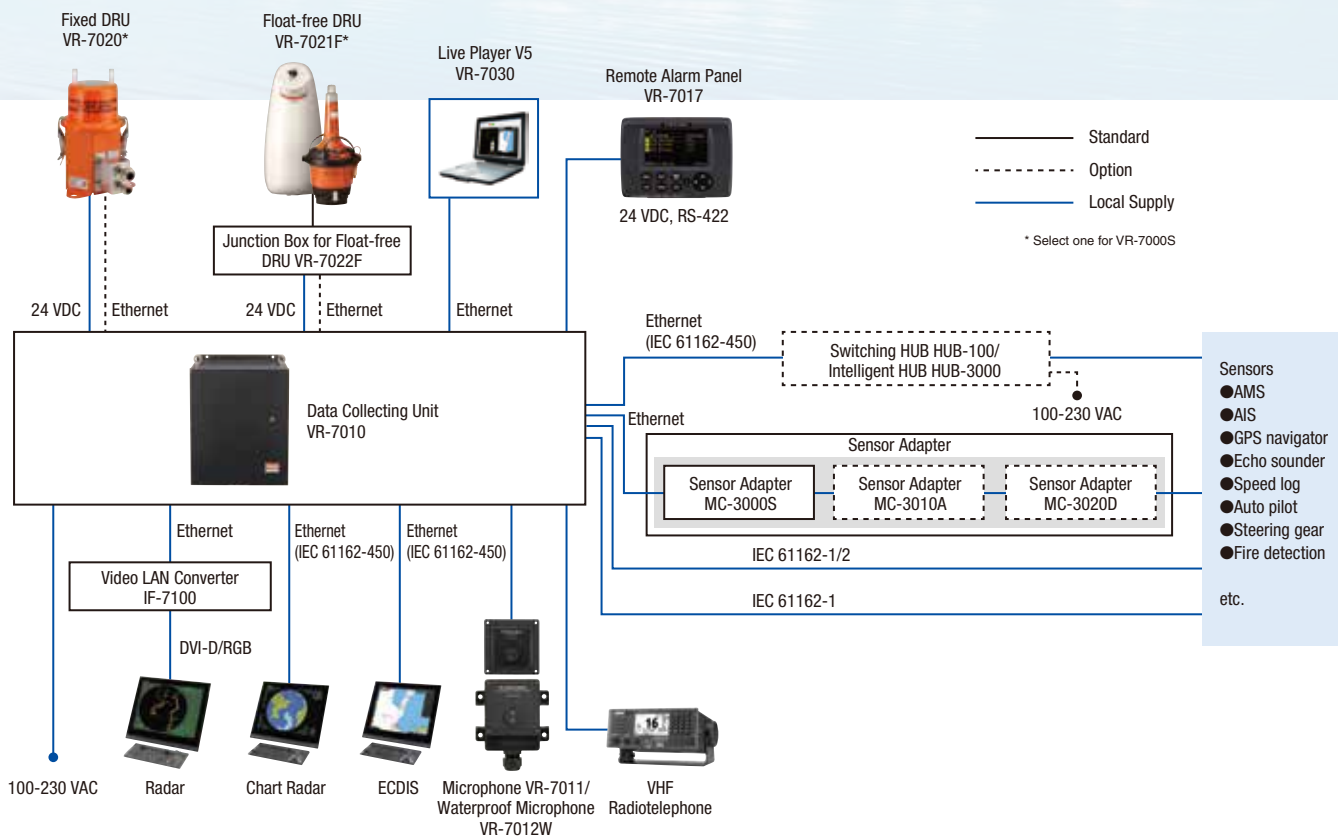 Fixed DRU
VR-7020*
Float-free DRU
VR-7021F*
Live Player V5
VR-7030
Remote Alarm Panel
VR-7017
24 VDC, RS-422
Standard
Option
Local Supply
* Select one for VR-7000S
Junction Box for Float-free
DRU VR-7022F
24 VDC
Ethernet
24 VDC
Ethernet
Ethernet
Data Collecting Unit
VR-7010
Ethernet
(IEC 61162-450)
Switching HUB HUB-100/
Intelligent HUB HUB-3000
100-230 VAC
Ethernet
Sensor Adapter
Sensor Adapter
MC-3000S
Sensor Adapter
MC-3010A
Sensor Adapter
MC-3020D
IEC 61162-1/2
IEC 61162-1
Sensors
●AMS
●AIS
●GPS navigator
●Echo sounder
●Speed log
●Auto pilot
●Steering gear
●Fire detection
etc.
Ethernet
Ethernet
(IEC 61162-450)
Ethernet
(IEC 61162-450)
Video LAN Converter
IF-7100
DVI-D/RGB
16
100-230 VAC
Radar
Chart Radar
ECDIS
Microphone VR-7011/
Waterproof Microphone
VR-7012W
VHF
Radiotelephone